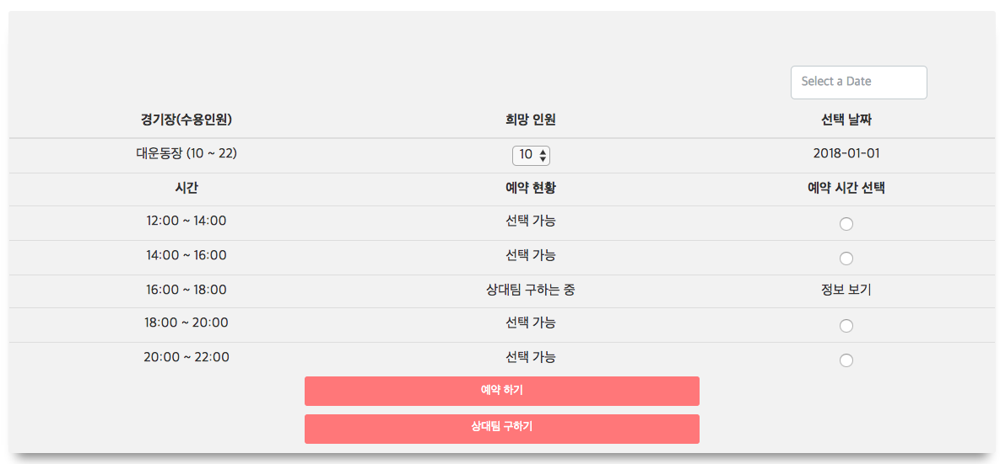 Select a Date
경기장(수용인원) 희망 인원 선택 날짜
대운동장 (10 ~ 22) 10 2018-01-01
시간 예약 현황 예약 시간 선택
12:00 ~ 14:00 선택 가능
14:00 ~ 16:00 선택 가능
16:00 ~ 18:00 상대팀 구하는 중 정보 보기
18:00 ~ 20:00 선택 가능
20:00 ~ 22:00 선택 가능
예약 하기
상대팀 구하기